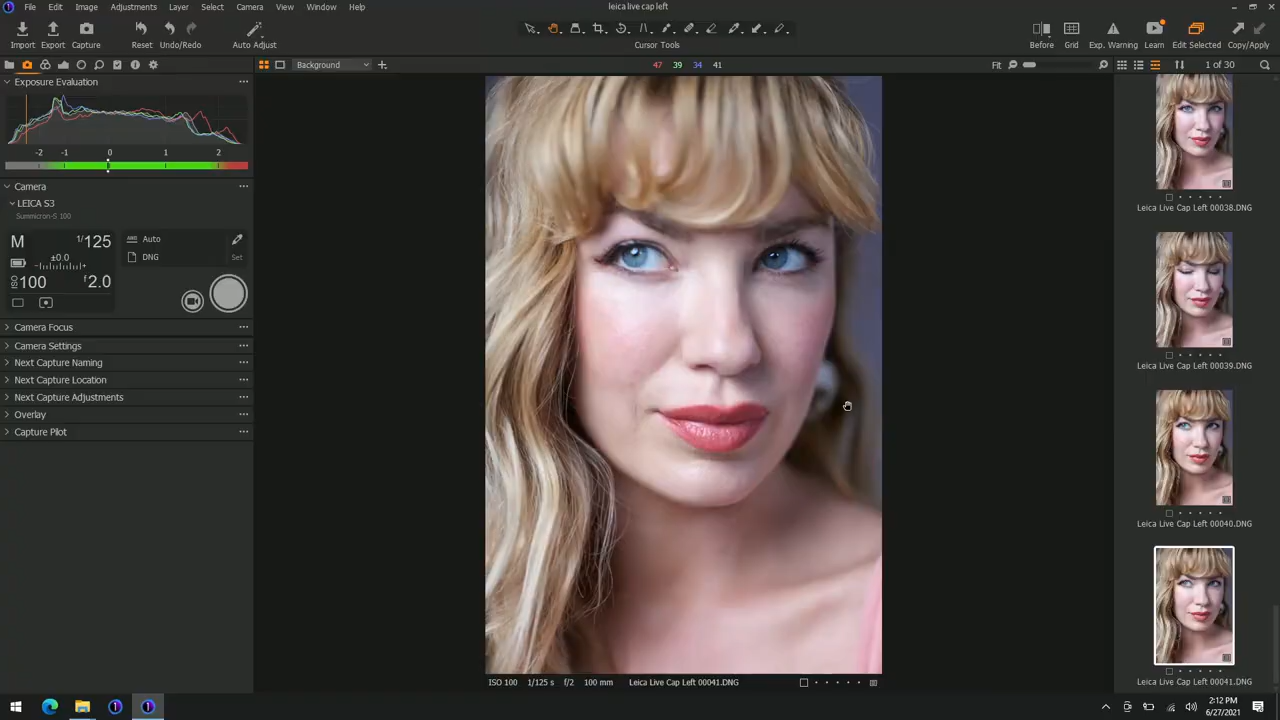 File Edit Image Adjustments Layer Select Camera View Window Help
leica live cap left
Import Export Capture Reset Undo/Redo Auto Adjust Cursor Tools Before Grid Exp. Warning Learn Edit Selected Copy/Apply
Background 47 39 34 41 Fit 1 of 30
Exposure Evaluation
-2 -1 0 1 2
Camera
LEICA S3
Summicron-S 100
M 1/125 AWB Auto
±0.0 DNG Set
ISO 100 f 2.0
Camera Focus
Camera Settings
Next Capture Naming
Next Capture Location
Next Capture Adjustments
Overlay
Capture Pilot
Leica Live Cap Left 00038.DNG
Leica Live Cap Left 00039.DNG
Leica Live Cap Left 00040.DNG
Leica Live Cap Left 00041.DNG
ISO 100 1/125 s f/2 100 mm Leica Live Cap Left 00041.DNG
2:12 PM
6/27/2021